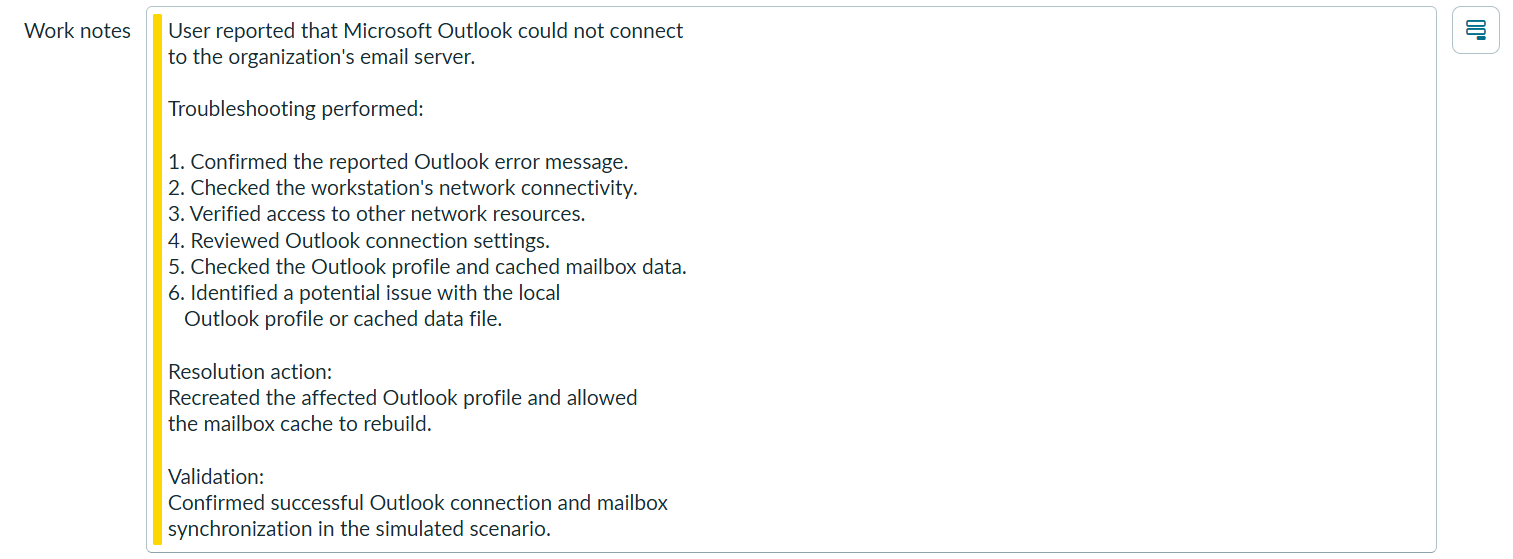 Work notes
User reported that Microsoft Outlook could not connect
to the organization's email server.
Troubleshooting performed:
1. Confirmed the reported Outlook error message.
2. Checked the workstation's network connectivity.
3. Verified access to other network resources.
4. Reviewed Outlook connection settings.
5. Checked the Outlook profile and cached mailbox data.
6. Identified a potential issue with the local
Outlook profile or cached data file.
Resolution action:
Recreated the affected Outlook profile and allowed
the mailbox cache to rebuild.
Validation:
Confirmed successful Outlook connection and mailbox
synchronization in the simulated scenario.